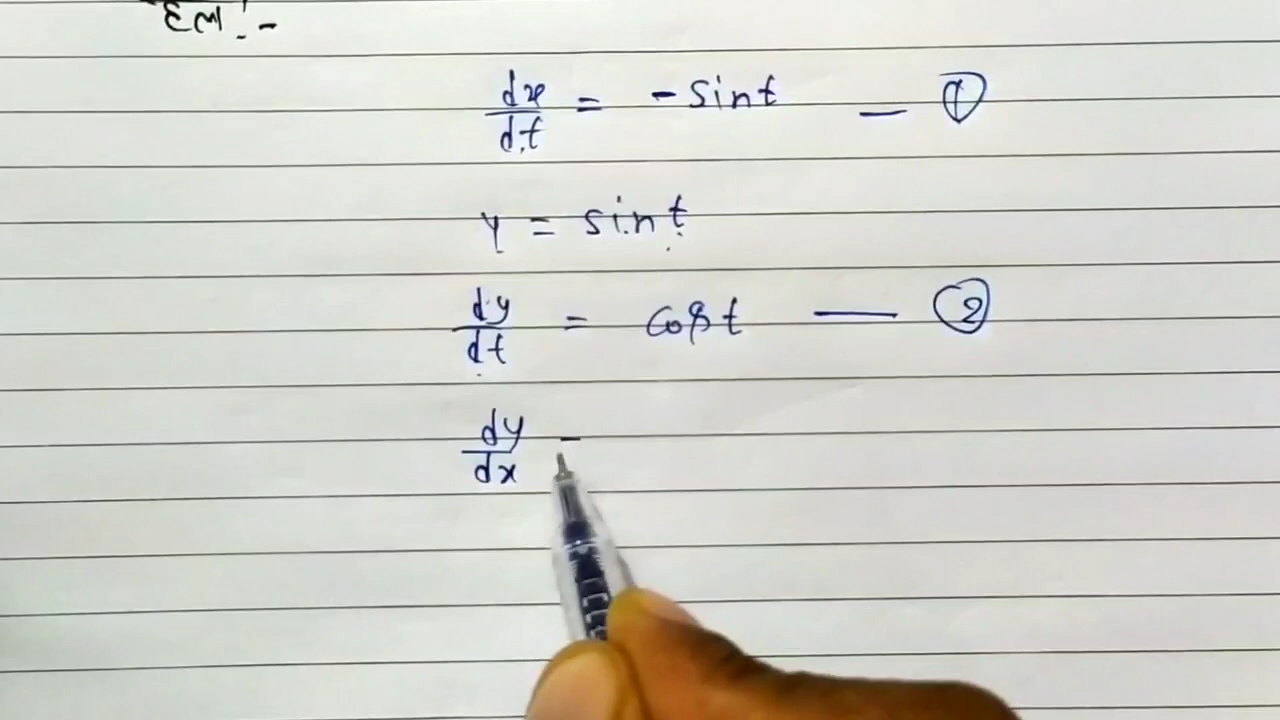 हल :-
dx/dt = - sint — ①
y = sint
dy/dt = cost — ②
dy/dx -